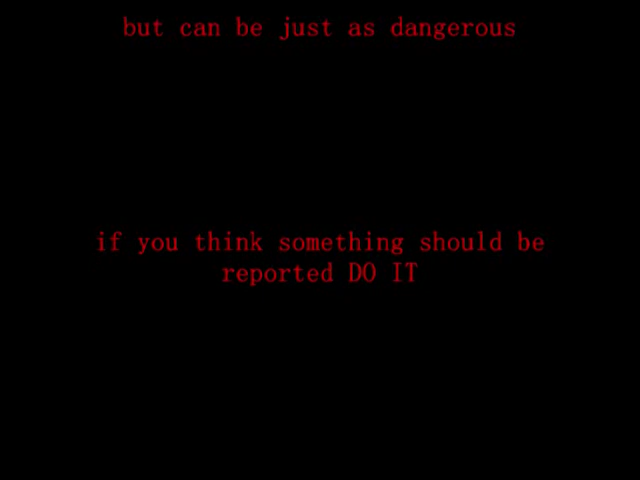 but can be just as dangerous
if you think something should be
reported DO IT